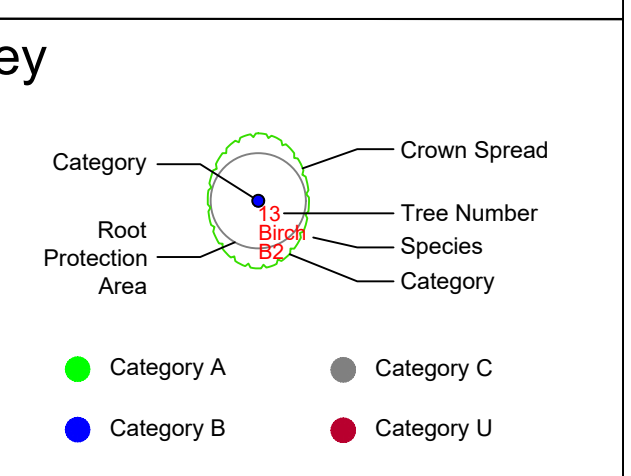 ey
Category
Crown Spread
13
Tree Number
Birch
Species
B2
Category
Root
Protection
Area
Category A
Category C
Category B
Category U